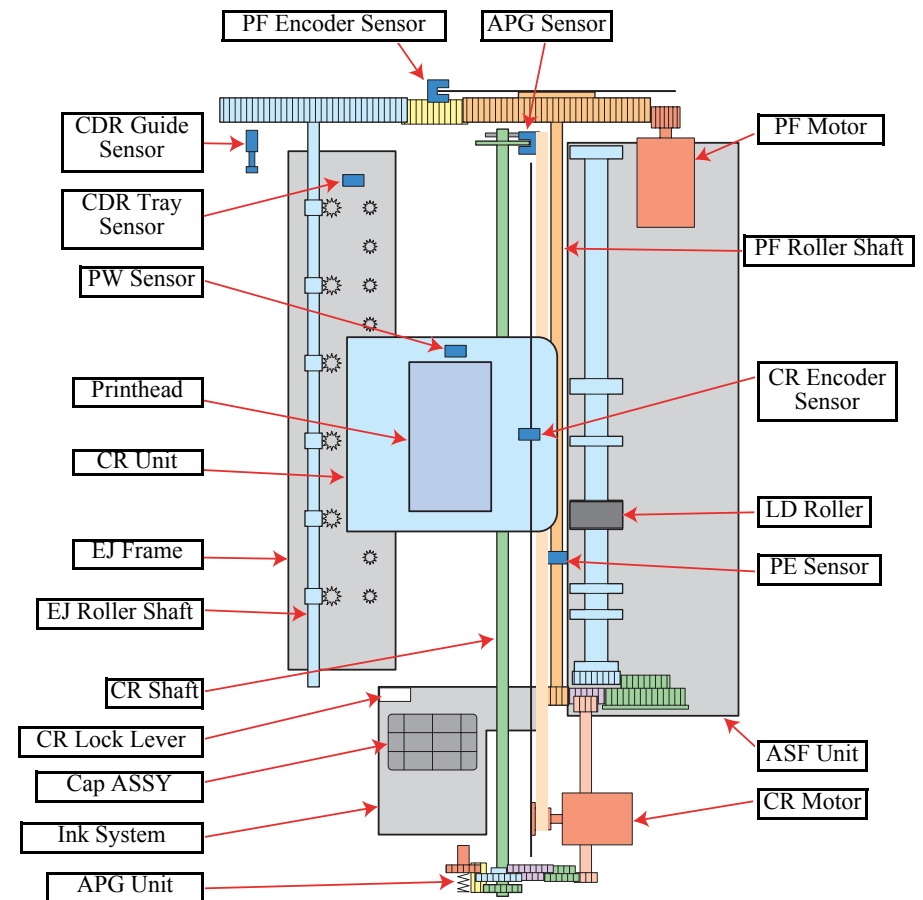 PF Encoder Sensor
APG Sensor
CDR Guide
Sensor
PF Motor
CDR Tray
Sensor
PF Roller Shaft
PW Sensor
Printhead
CR Encoder
Sensor
CR Unit
LD Roller
EJ Frame
PE Sensor
EJ Roller Shaft
CR Shaft
CR Lock Lever
ASF Unit
Cap ASSY
CR Motor
Ink System
APG Unit